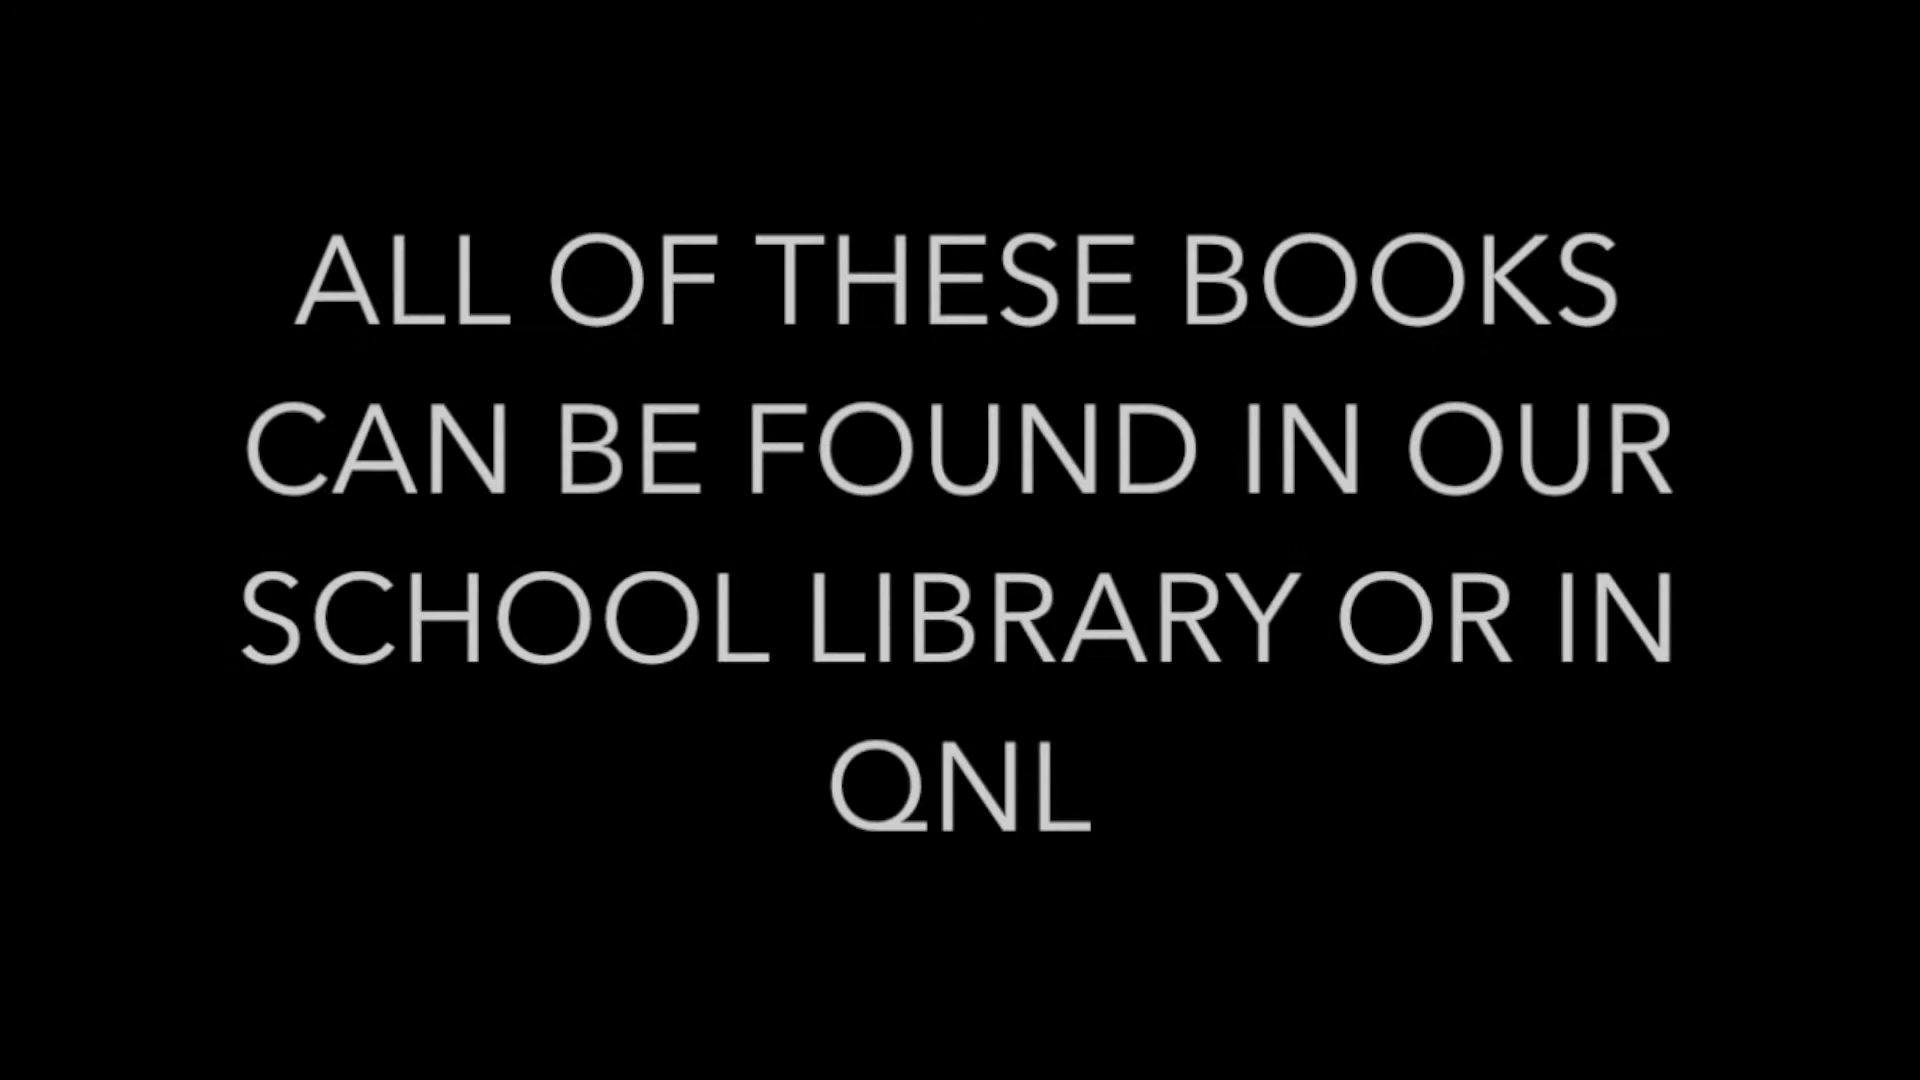 ALL OF THESE BOOKS
CAN BE FOUND IN OUR
SCHOOL LIBRARY OR IN
QNL